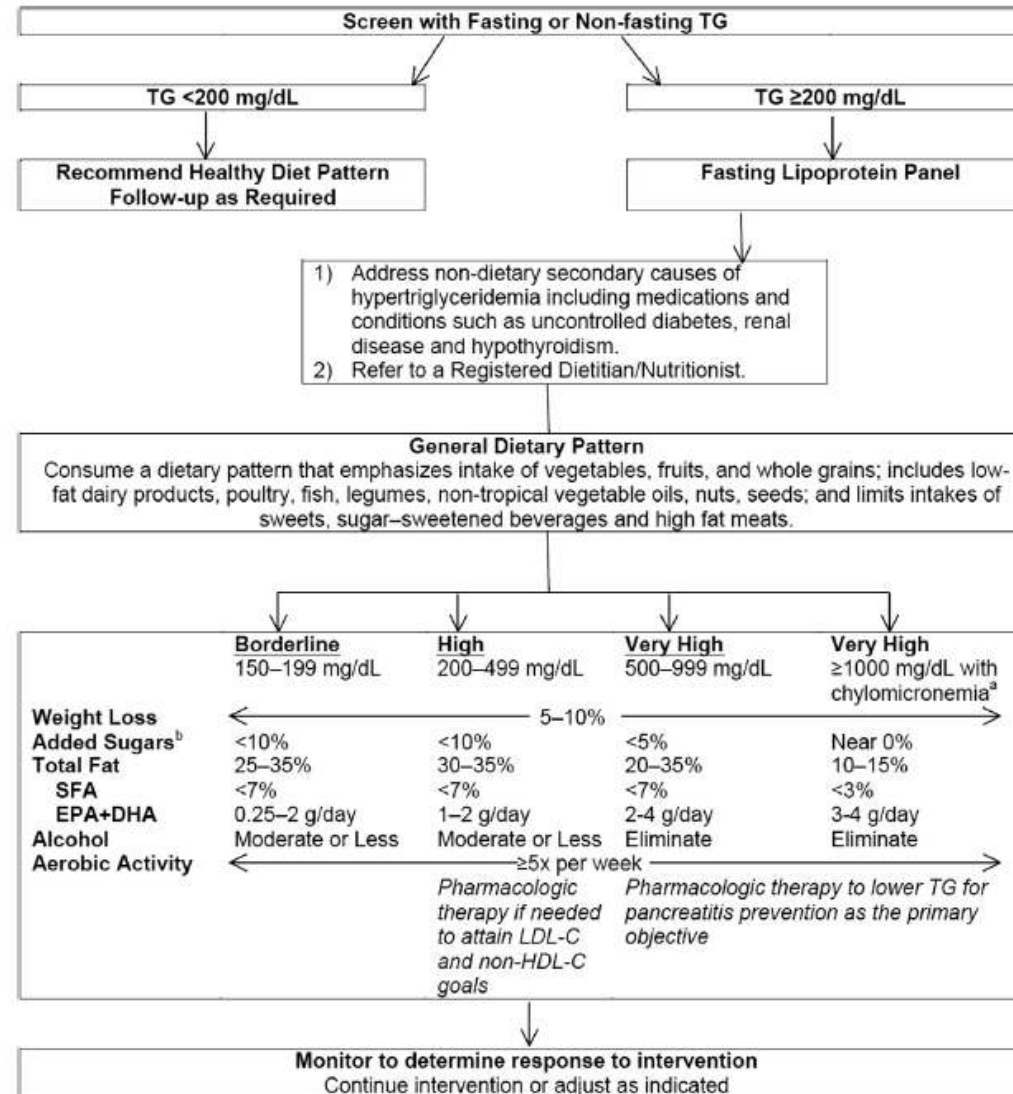 Screen with Fasting or Non-fasting TG
TG <200 mg/dL
TG ≥200 mg/dL
Recommend Healthy Diet Pattern
Follow-up as Required
Fasting Lipoprotein Panel
1) Address non-dietary secondary causes of
hypertriglyceridemia including medications and
conditions such as uncontrolled diabetes, renal
disease and hypothyroidism.
2) Refer to a Registered Dietitian/Nutritionist.
General Dietary Pattern
Consume a dietary pattern that emphasizes intake of vegetables, fruits, and whole grains; includes low-
fat dairy products, poultry, fish, legumes, non-tropical vegetable oils, nuts, seeds; and limits intakes of
sweets, sugar–sweetened beverages and high fat meats.
Borderline High Very High Very High
150–199 mg/dL 200–499 mg/dL 500–999 mg/dL ≥1000 mg/dL with
chylomicronemiaa
Weight Loss 5–10%
Added Sugarsb <10% <10% <5% Near 0%
Total Fat 25–35% 30–35% 20–35% 10–15%
SFA <7% <7% <7% <3%
EPA+DHA 0.25–2 g/day 1–2 g/day 2-4 g/day 3-4 g/day
Alcohol Moderate or Less Moderate or Less Eliminate Eliminate
Aerobic Activity ≥5x per week
Pharmacologic
therapy if needed
to attain LDL-C
and non-HDL-C
goals
Pharmacologic therapy to lower TG for
pancreatitis prevention as the primary
objective
Monitor to determine response to intervention
Continue intervention or adjust as indicated